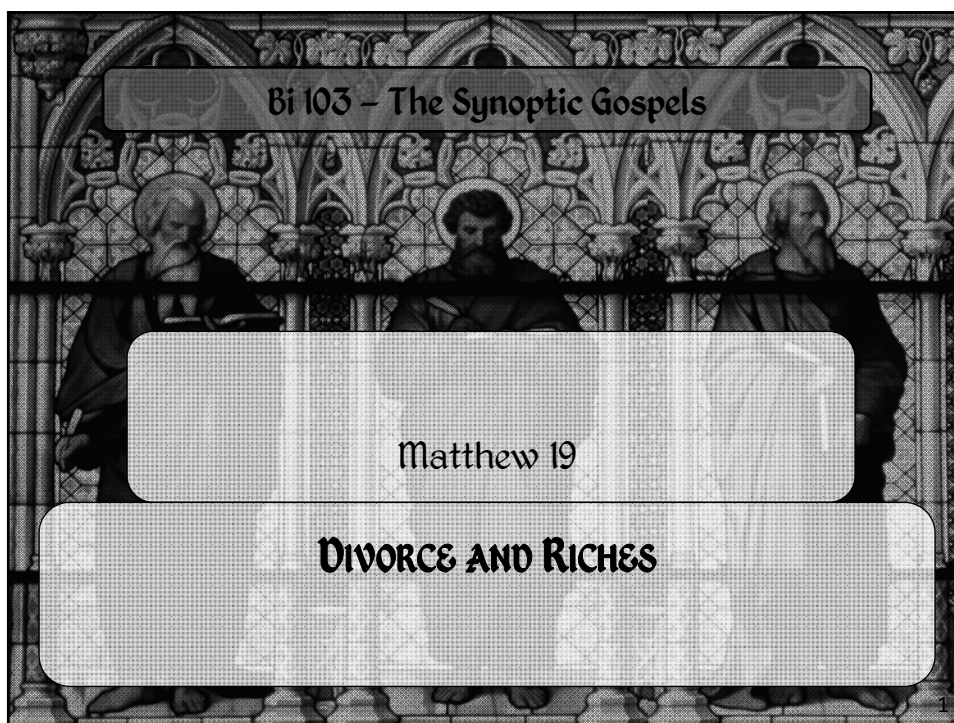 Bi 103 – The Synoptic Gospels
Matthew 19
Divorce and Riches
1